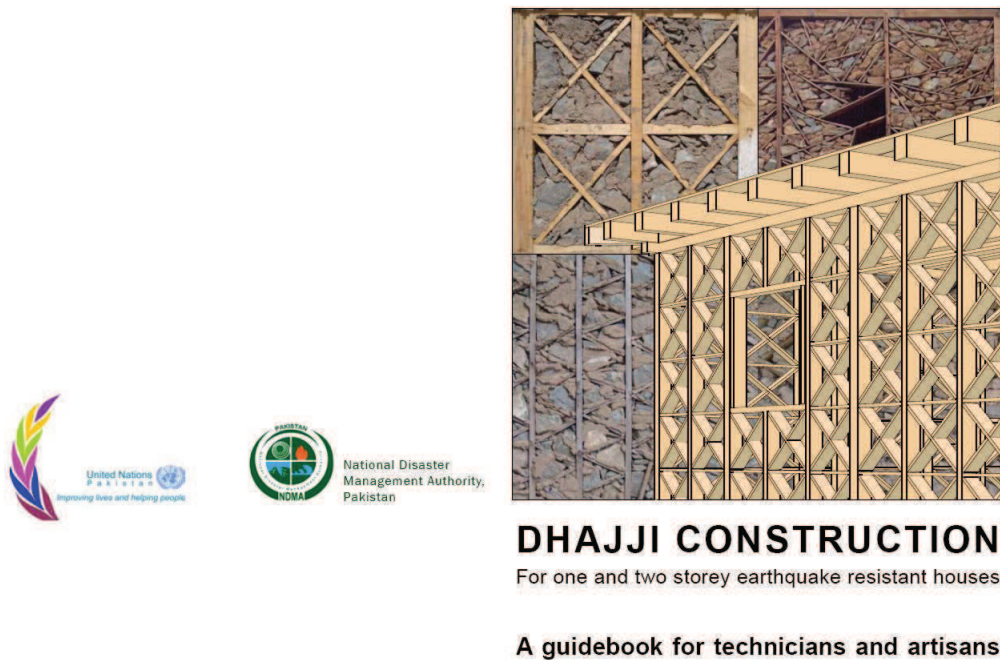 United Nations
Pakistan
Improving lives and helping people
PAKISTAN
NDMA
National Disaster
Management Authority,
Pakistan
DHAJJI CONSTRUCTION
For one and two storey earthquake resistant houses
A guidebook for technicians and artisans